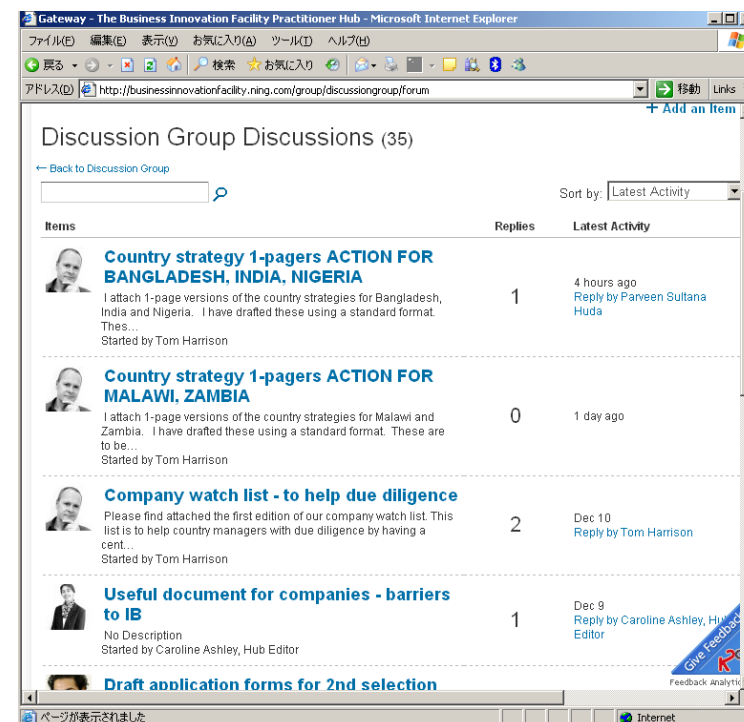 Gateway - The Business Innovation Facility Practitioner Hub - Microsoft Internet Explorer
ファイル(F) 編集(E) 表示(V) お気に入り(A) ツール(T) ヘルプ(H)
戻る 検索 お気に入り
アドレス(D) http://businessinnovationfacility.ning.com/group/discussiongroup/forum 移動 Links
+ Add an Item
Discussion Group Discussions (35)
← Back to Discussion Group
Sort by: Latest Activity
Items Replies Latest Activity
Country strategy 1-pagers ACTION FOR
BANGLADESH, INDIA, NIGERIA
I attach 1-page versions of the country strategies for Bangladesh,
India and Nigeria. I have drafted these using a standard format.
Thes...
Started by Tom Harrison
1
4 hours ago
Reply by Parveen Sultana
Huda
Country strategy 1-pagers ACTION FOR
MALAWI, ZAMBIA
I attach 1-page versions of the country strategies for Malawi and
Zambia. I have drafted these using a standard format. These are
to be...
Started by Tom Harrison
0
1 day ago
Company watch list - to help due diligence
Please find attached the first edition of our company watch list. This
list is to help country managers with due diligence by having a
cent...
Started by Tom Harrison
2
Dec 10
Reply by Tom Harrison
Useful document for companies - barriers
to IB
No Description
Started by Caroline Ashley, Hub Editor
1
Dec 9
Reply by Caroline Ashley, Hub
Editor
Give Feedback
Feedback Analytic
Draft application forms for 2nd selection
ページが表示されました Internet